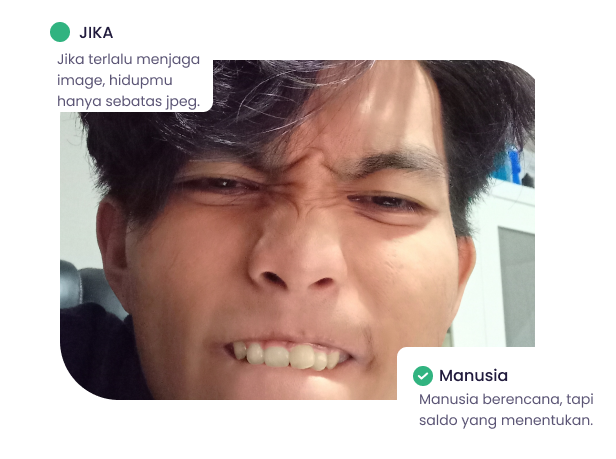 JIKA
Jika terlalu menjaga
image, hidupmu
hanya sebatas jpeg.
Manusia
Manusia berencana, tapi
saldo yang menentukan.